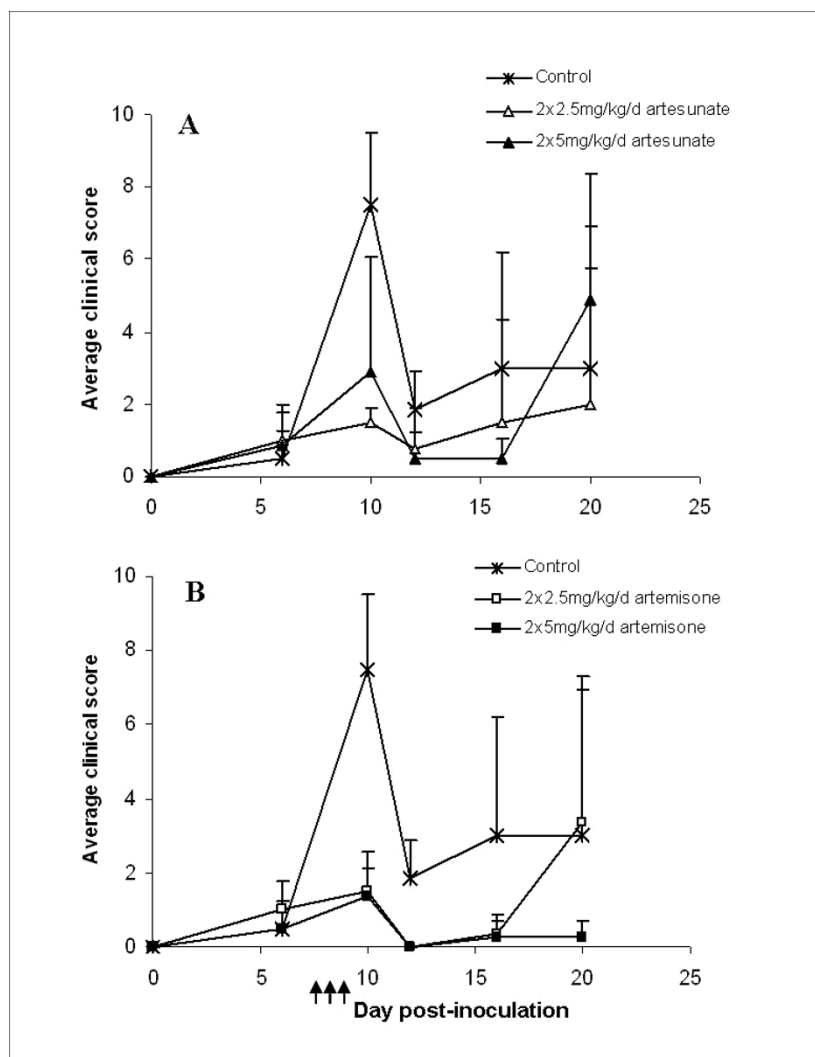 Control
2x2.5mg/kg/d artesunate
2x5mg/kg/d artesunate
A
10
8
6
4
2
0
Average clinical score
0 5 10 15 20 25
Control
2x2.5mg/kg/d artemisone
2x5mg/kg/d artemisone
B
10
8
6
4
2
0
Average clinical score
0 5 10 15 20 25
Day post-inoculation